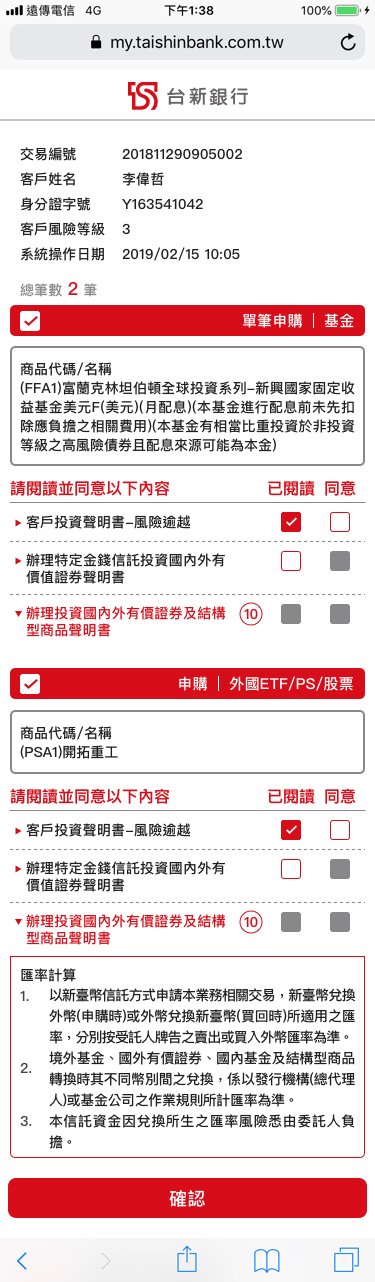 遠傳電信 4G 下午1:38 100%
my.taishinbank.com.tw
台新銀行
交易編號 201811290905002
客戶姓名 李偉哲
身分證字號 Y163541042
客戶風險等級 3
系統操作日期 2019/02/15 10:05
總筆數 2 筆
單筆申購｜基金
商品代碼/名稱
(FFA1)富蘭克林坦伯頓全球投資系列–新興國家固定收
益基金美元F(美元)(月配息)(本基金進行配息前未先扣
除應負擔之相關費用)(本基金有相當比重投資於非投資
等級之高風險債券且配息來源可能為本金)
請閱讀並同意以下內容 已閱讀 同意
客戶投資聲明書–風險逾越
辦理特定金錢信託投資國內外有
價值證券聲明書
辦理投資國內外有價證券及結構 10
型商品聲明書
申購｜外國ETF/PS/股票
商品代碼/名稱
(PSA1)開拓重工
請閱讀並同意以下內容 已閱讀 同意
客戶投資聲明書–風險逾越
辦理特定金錢信託投資國內外有
價值證券聲明書
辦理投資國內外有價證券及結構 10
型商品聲明書
匯率計算
1. 以新臺幣信託方式申請本業務相關交易，新臺幣兌換
外幣(申購時)或外幣兌換新臺幣(買回時)所適用之匯
率，分別按受託人牌告之賣出或買入外幣匯率為準。
2. 境外基金、國外有價證券、國內基金及結構型商品
轉換時其不同幣別間之兌換，係以發行機構(總代理
人)或基金公司之作業規則所計匯率為準。
3. 本信託資金因兌換所生之匯率風險悉由委託人負
擔。
確認